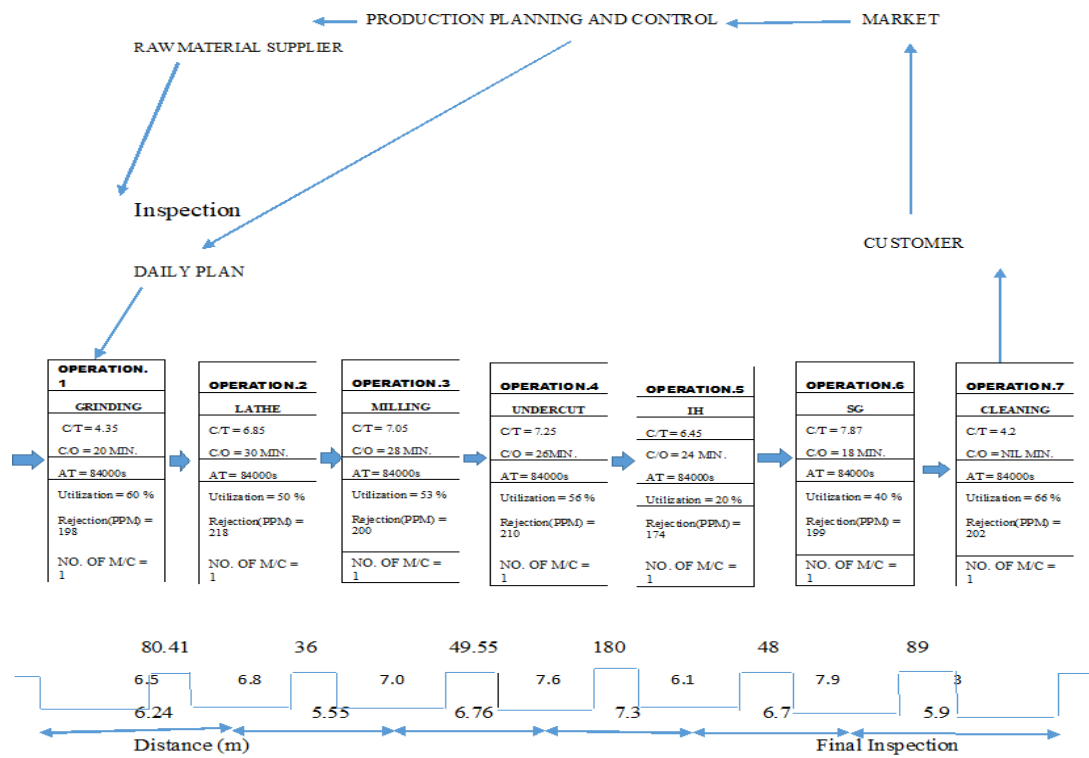 PRODUCTION PLANNING AND CONTROL
MARKET
RAW MATERIAL SUPPLIER
Inspection
CUSTOMER
DAILY PLAN
OPERATION.
1
GRINDING
C/T = 4.35
C/O = 20 MIN.
AT = 84000s
Utilization = 60 %
Rejection(PPM) =
198
NO. OF M/C =
1
OPERATION.2
LATHE
C/T = 6.85
C/O = 30 MIN.
AT = 84000s
Utilization = 50 %
Rejection(PPM) =
218
NO. OF M/C =
1
OPERATION.3
MILLING
C/T = 7.05
C/O = 28 MIN.
AT = 84000s
Utilization = 53 %
Rejection(PPM) =
200
NO. OF M/C =
1
OPERATION.4
UNDERCUT
C/T = 7.25
C/O = 26MIN.
AT = 84000s
Utilization = 56 %
Rejection(PPM) =
210
NO. OF M/C =
1
OPERATION.5
IH
C/T = 6.45
C/O = 24 MIN.
AT = 84000s
Utilization = 20 %
Rejection(PPM) =
174
NO. OF M/C =
1
OPERATION.6
SG
C/T = 7.87
C/O = 18 MIN.
AT = 84000s
Utilization = 40 %
Rejection(PPM) =
199
NO. OF M/C =
1
OPERATION.7
CLEANING
C/T = 4.2
C/O = NIL MIN.
AT = 84000s
Utilization = 66 %
Rejection(PPM) =
202
NO. OF M/C =
1
80.41 36 49.55 180 48 89
6.5 6.8 7.0 7.6 6.1 7.9 3
6.24 5.55 6.76 7.3 6.7 5.9
Distance (m) Final Inspection